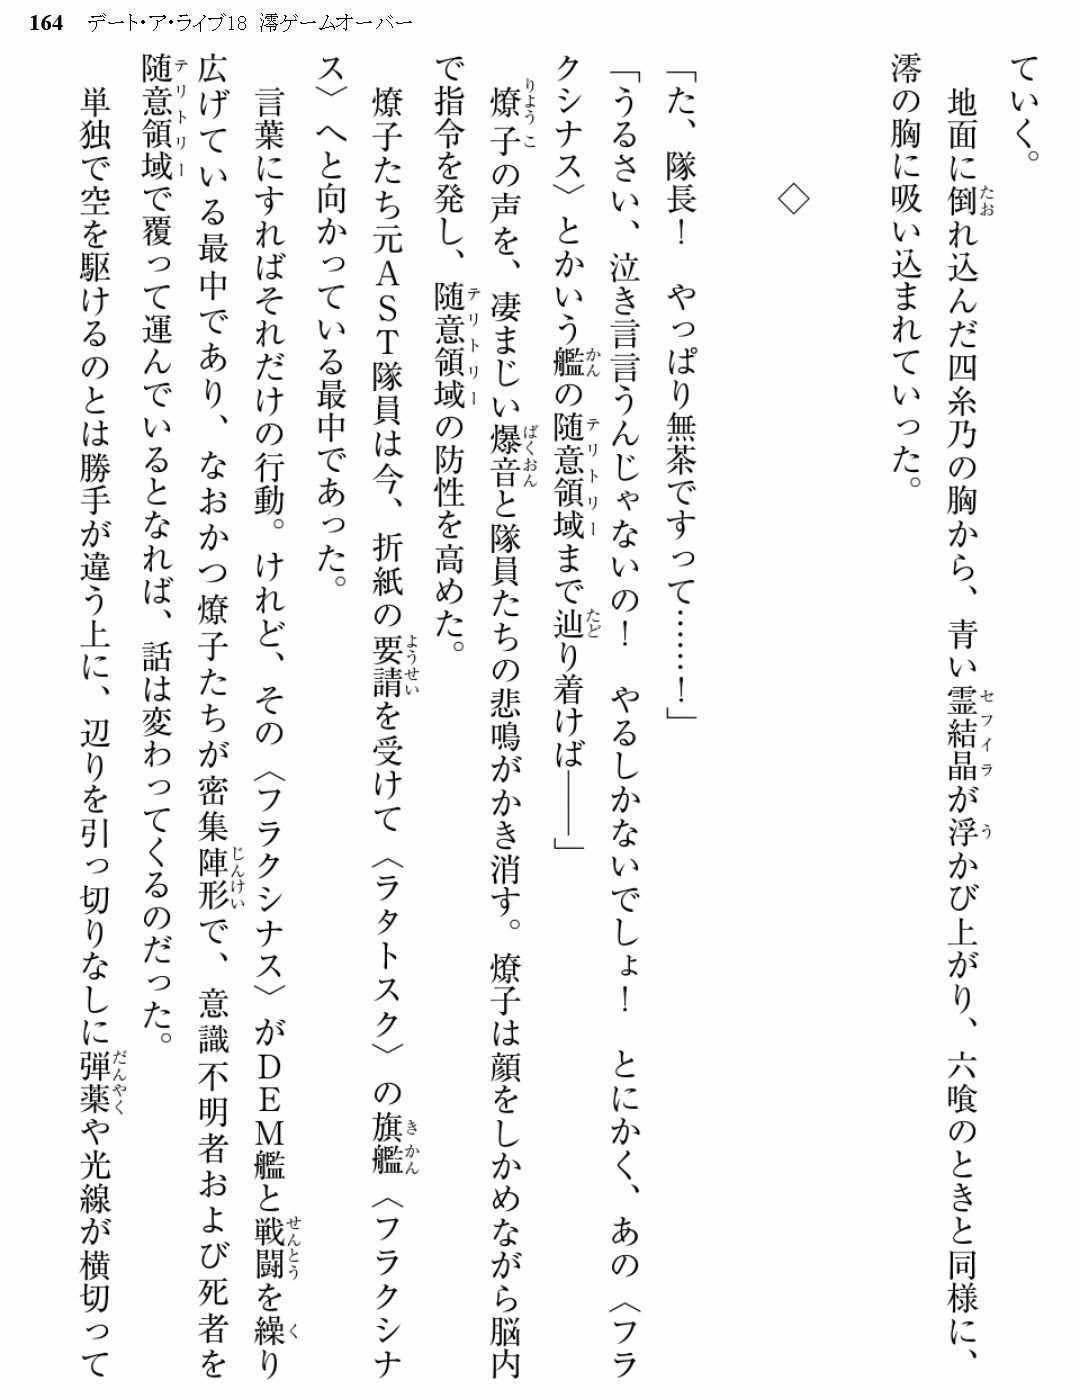 164 デート・ア・ライブ18 澪ゲームオーバー
ていく。
　地面に倒れ込んだ四糸乃の胸から、青い霊結晶が浮かび上がり、六喰のときと同様に、
澪の胸に吸い込まれていった。
◇
「た、隊長！　やっぱり無茶ですって……！」
「うるさい、泣き言言うんじゃないの！　やるしかないでしょ！　とにかく、あの〈フラ
クシナス〉とかいう艦の随意領域まで辿り着けば――」
　燎子の声を、凄まじい爆音と隊員たちの悲鳴がかき消す。燎子は顔をしかめながら脳内
で指令を発し、随意領域の防性を高めた。
　燎子たち元ＡＳＴ隊員は今、折紙の要請を受けて〈ラタトスク〉の旗艦〈フラクシナ
ス〉へと向かっている最中であった。
　言葉にすればそれだけの行動。けれど、その〈フラクシナス〉がＤＥＭ艦と戦闘を繰り
広げている最中であり、なおかつ燎子たちが密集陣形で、意識不明者および死者を
随意領域で覆って運んでいるとなれば、話は変わってくるのだった。
　単独で空を駆けるのとは勝手が違う上に、辺りを引っ切りなしに弾薬や光線が横切って